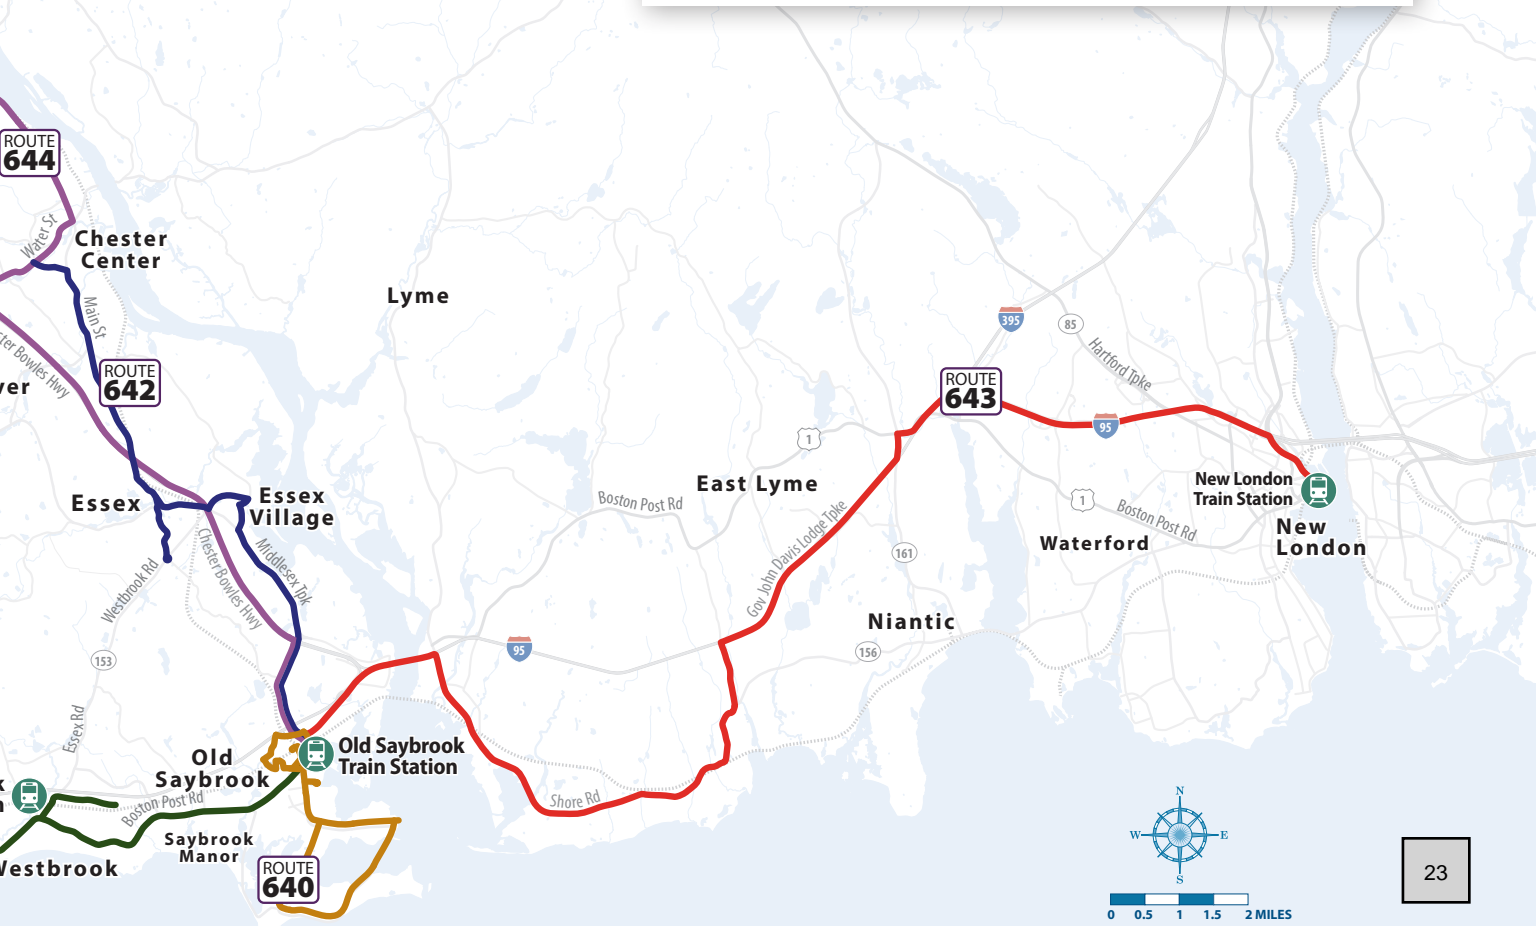 ROUTE
644
Water St
Chester
Center
Main St
Lyme
395
85
Hartford Tpke
ter Bowles Hwy
ver
ROUTE
642
ROUTE
643
95
1
New London
Train Station
New
London
East Lyme
Boston Post Rd
1
Boston Post Rd
Waterford
Essex
Essex
Village
Gov John Davis Lodge Tpke
161
Westbrook Rd
Chester Bowles Hwy
Middlesex Tpk
Niantic
156
153
95
Essex Rd
Old
Saybrook
Old Saybrook
Train Station
k
n
Boston Post Rd
Shore Rd
Saybrook
Manor
Westbrook
ROUTE
640
N
W
E
S
0 0.5 1 1.5 2 MILES
23